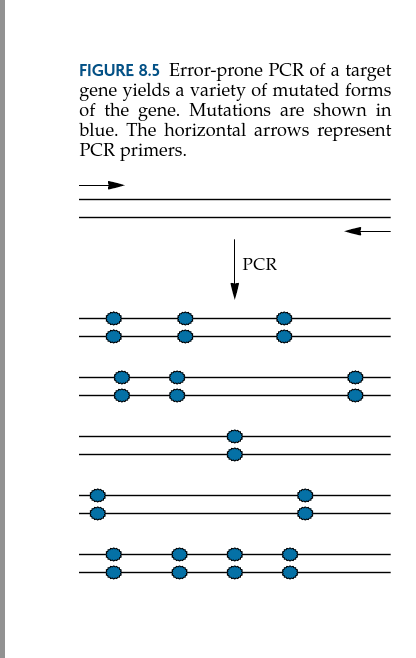 FIGURE 8.5 Error-prone PCR of a target
gene yields a variety of mutated forms
of the gene. Mutations are shown in
blue. The horizontal arrows represent
PCR primers.
PCR